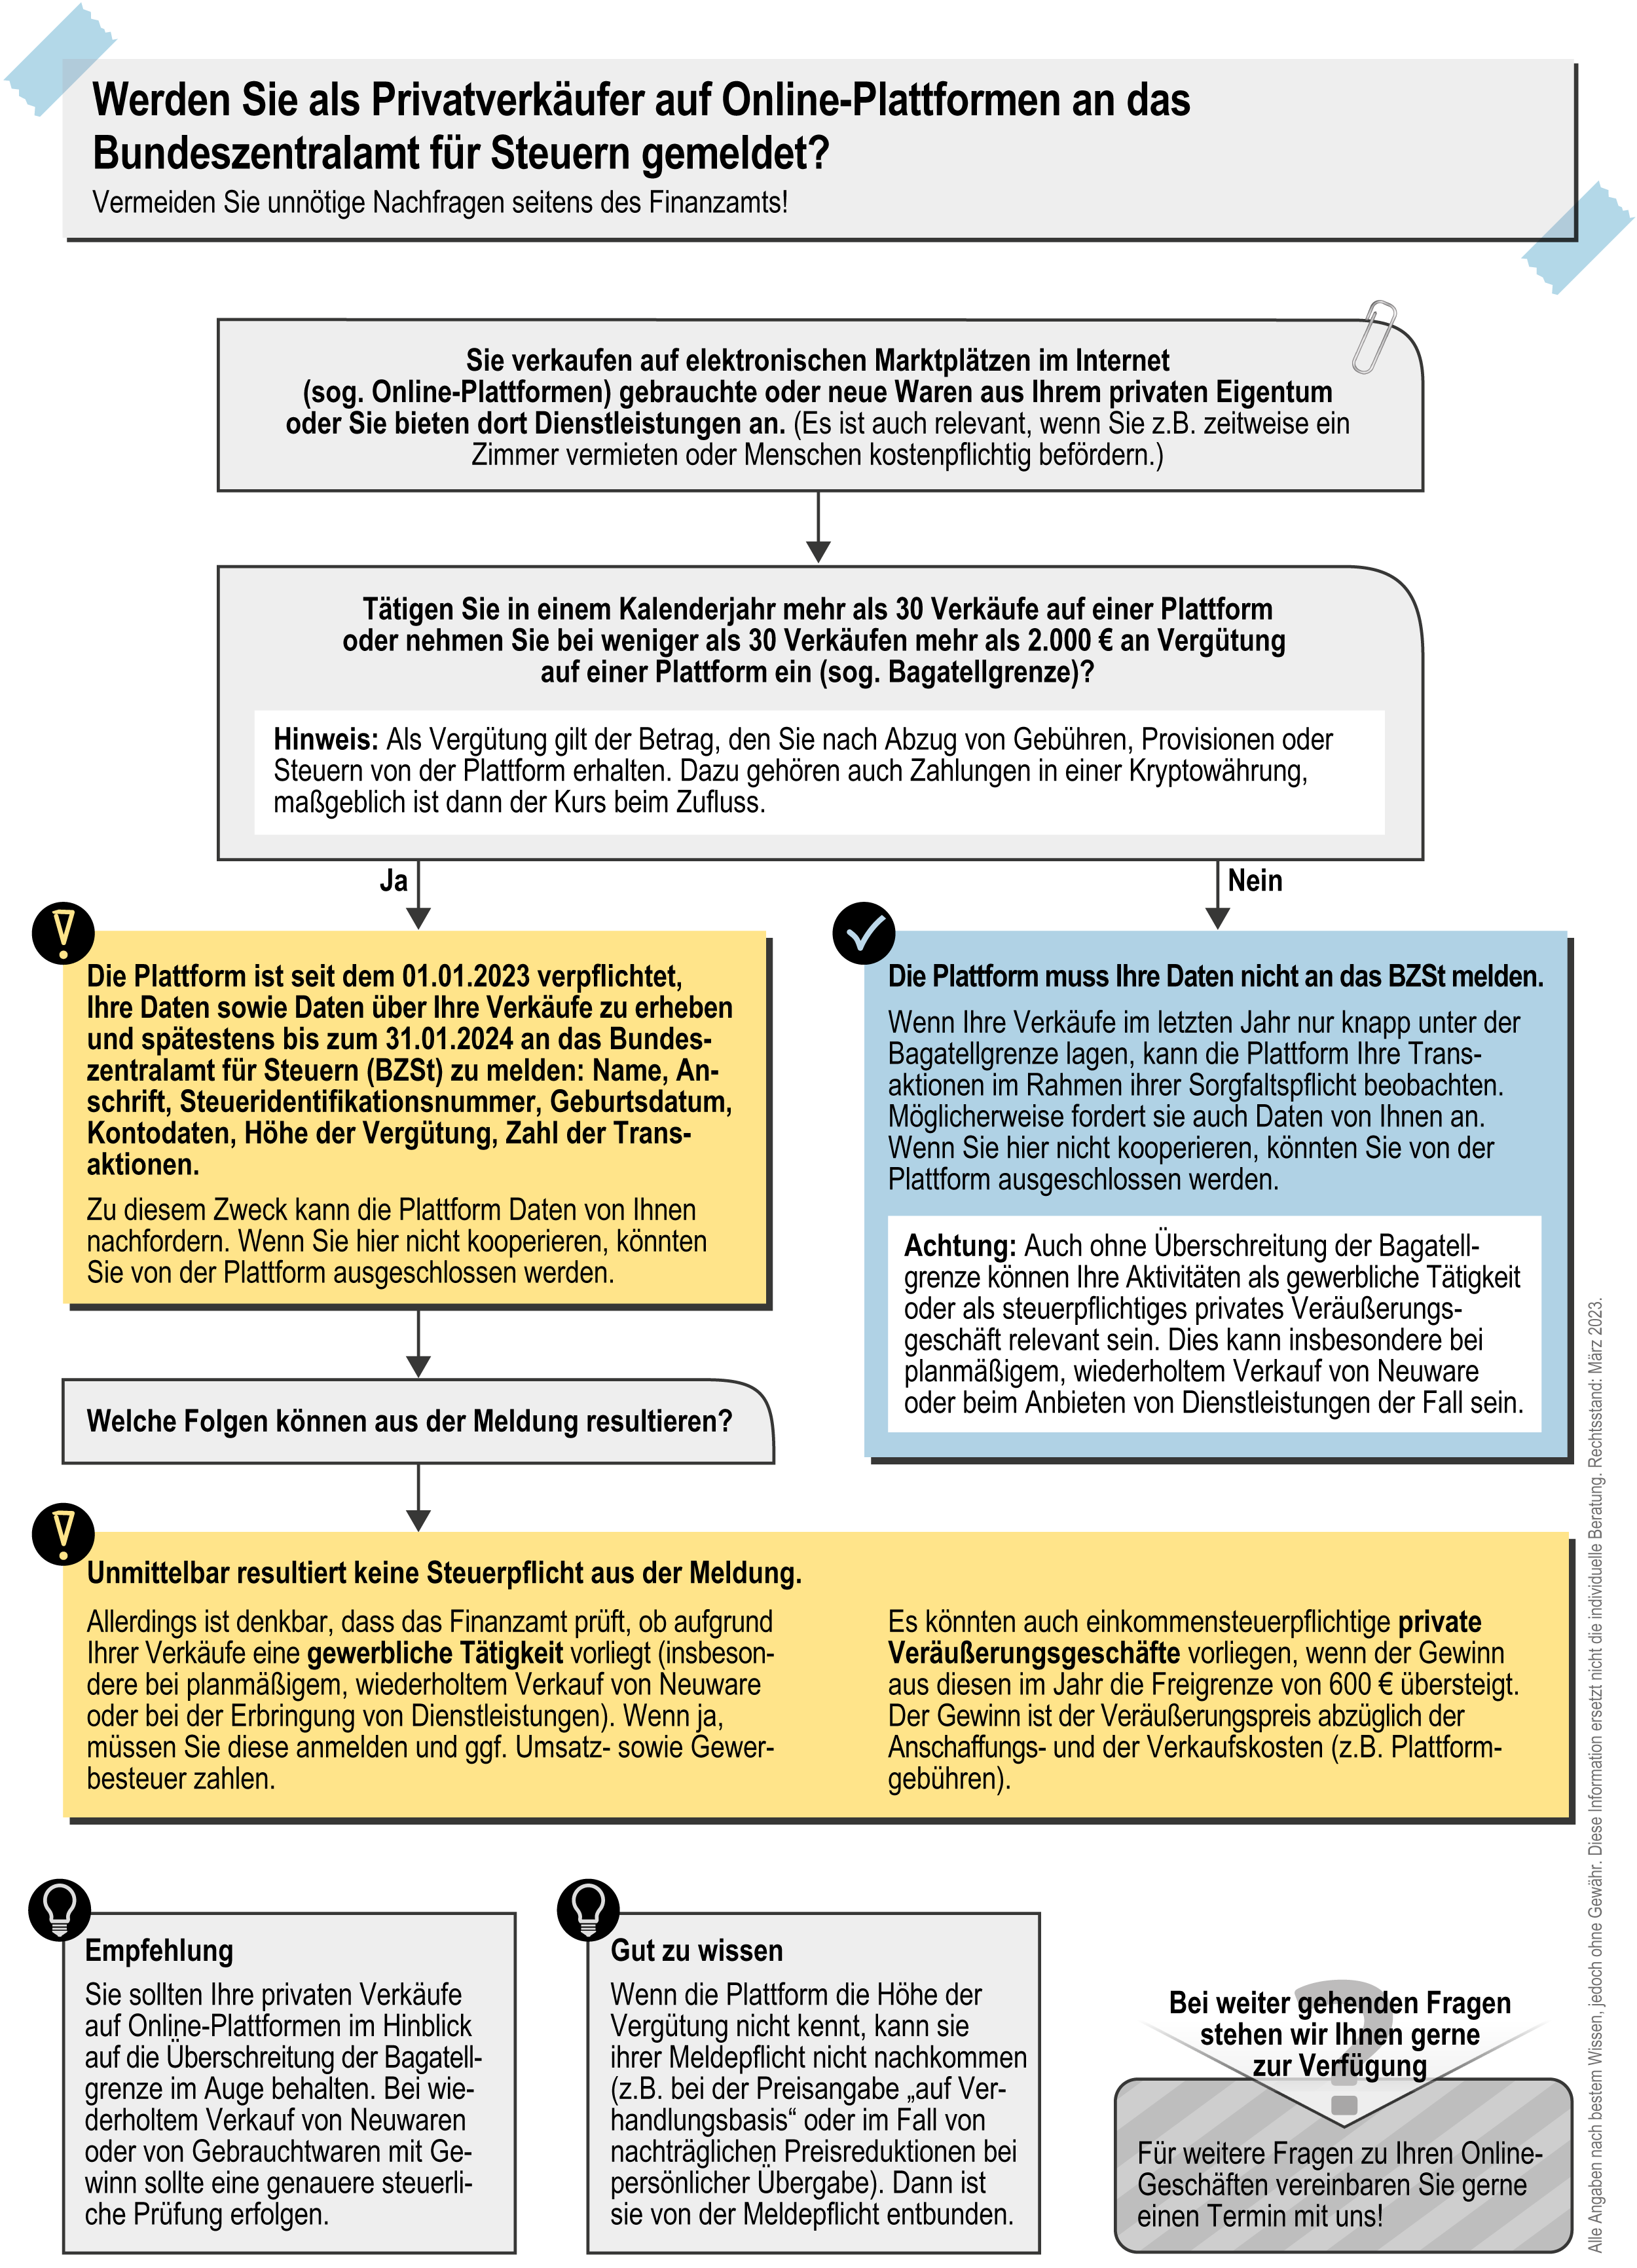 Werden Sie als Privatverkäufer auf Online-Plattformen an das
Bundeszentralamt für Steuern gemeldet?
Vermeiden Sie unnötige Nachfragen seitens des Finanzamts!
Sie verkaufen auf elektronischen Marktplätzen im Internet
(sog. Online-Plattformen) gebrauchte oder neue Waren aus Ihrem privaten Eigentum
oder Sie bieten dort Dienstleistungen an. (Es ist auch relevant, wenn Sie z.B. zeitweise ein
Zimmer vermieten oder Menschen kostenpflichtig befördern.)
Tätigen Sie in einem Kalenderjahr mehr als 30 Verkäufe auf einer Plattform
oder nehmen Sie bei weniger als 30 Verkäufen mehr als 2.000 € an Vergütung
auf einer Plattform ein (sog. Bagatellgrenze)?
Hinweis: Als Vergütung gilt der Betrag, den Sie nach Abzug von Gebühren, Provisionen oder
Steuern von der Plattform erhalten. Dazu gehören auch Zahlungen in einer Kryptowährung,
maßgeblich ist dann der Kurs beim Zufluss.
Ja
Nein
Die Plattform ist seit dem 01.01.2023 verpflichtet,
Ihre Daten sowie Daten über Ihre Verkäufe zu erheben
und spätestens bis zum 31.01.2024 an das Bundes-
zentralamt für Steuern (BZSt) zu melden: Name, An-
schrift, Steueridentifikationsnummer, Geburtsdatum,
Kontodaten, Höhe der Vergütung, Zahl der Trans-
aktionen.
Zu diesem Zweck kann die Plattform Daten von Ihnen
nachfordern. Wenn Sie hier nicht kooperieren, könnten
Sie von der Plattform ausgeschlossen werden.
Die Plattform muss Ihre Daten nicht an das BZSt melden.
Wenn Ihre Verkäufe im letzten Jahr nur knapp unter der
Bagatellgrenze lagen, kann die Plattform Ihre Trans-
aktionen im Rahmen ihrer Sorgfaltspflicht beobachten.
Möglicherweise fordert sie auch Daten von Ihnen an.
Wenn Sie hier nicht kooperieren, könnten Sie von der
Plattform ausgeschlossen werden.
Achtung: Auch ohne Überschreitung der Bagatell-
grenze können Ihre Aktivitäten als gewerbliche Tätigkeit
oder als steuerpflichtiges privates Veräußerungs-
geschäft relevant sein. Dies kann insbesondere bei
planmäßigem, wiederholtem Verkauf von Neuware
oder beim Anbieten von Dienstleistungen der Fall sein.
Welche Folgen können aus der Meldung resultieren?
Unmittelbar resultiert keine Steuerpflicht aus der Meldung.
Allerdings ist denkbar, dass das Finanzamt prüft, ob aufgrund
Ihrer Verkäufe eine gewerbliche Tätigkeit vorliegt (insbeson-
dere bei planmäßigem, wiederholtem Verkauf von Neuware
oder bei der Erbringung von Dienstleistungen). Wenn ja,
müssen Sie diese anmelden und ggf. Umsatz- sowie Gewer-
besteuer zahlen.
Es könnten auch einkommensteuerpflichtige private
Veräußerungsgeschäfte vorliegen, wenn der Gewinn
aus diesen im Jahr die Freigrenze von 600 € übersteigt.
Der Gewinn ist der Veräußerungspreis abzüglich der
Anschaffungs- und der Verkaufskosten (z.B. Plattform-
gebühren).
Empfehlung
Sie sollten Ihre privaten Verkäufe
auf Online-Plattformen im Hinblick
auf die Überschreitung der Bagatell-
grenze im Auge behalten. Bei wie-
derholtem Verkauf von Neuwaren
oder von Gebrauchtwaren mit Ge-
winn sollte eine genauere steuerli-
che Prüfung erfolgen.
Gut zu wissen
Wenn die Plattform die Höhe der
Vergütung nicht kennt, kann sie
ihrer Meldepflicht nicht nachkommen
(z.B. bei der Preisangabe „auf Ver-
handlungsbasis“ oder im Fall von
nachträglichen Preisreduktionen bei
persönlicher Übergabe). Dann ist
sie von der Meldepflicht entbunden.
?
Bei weiter gehenden Fragen
stehen wir Ihnen gerne
zur Verfügung
Für weitere Fragen zu Ihren Online-
Geschäften vereinbaren Sie gerne
einen Termin mit uns!
Alle Angaben nach bestem Wissen, jedoch ohne Gewähr. Diese Information ersetzt nicht die individuelle Beratung. Rechtsstand: März 2023.